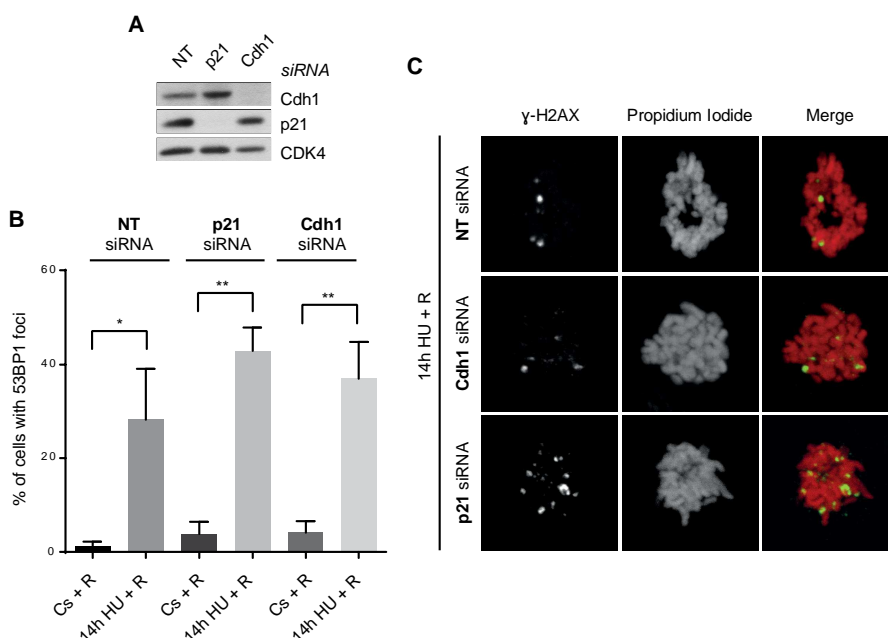 A
NT
p21
Cdh1
siRNA
Cdh1
p21
CDK4
B
NT
siRNA
p21
siRNA
Cdh1
siRNA
60
40
20
0
% of cells with 53BP1 foci
*
**
**
Cs + R
14h HU + R
Cs + R
14h HU + R
Cs + R
14h HU + R
C
γ-H2AX
Propidium Iodide
Merge
14h HU + R
NT siRNA
Cdh1 siRNA
p21 siRNA